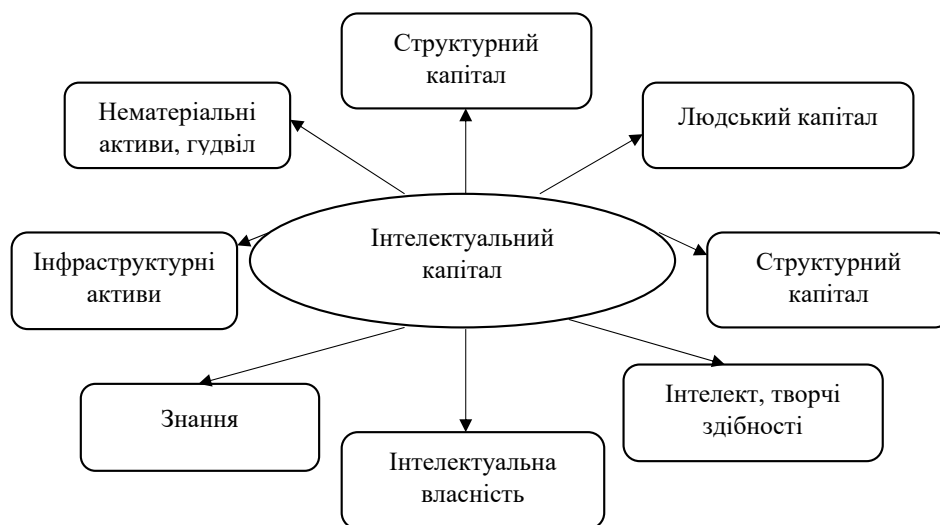 Структурний
капітал
Нематеріальні
активи, гудвіл
Людський капітал
Інтелектуальний
капітал
Інфраструктурні
активи
Структурний
капітал
Знання
Інтелект, творчі
здібності
Інтелектуальна
власність